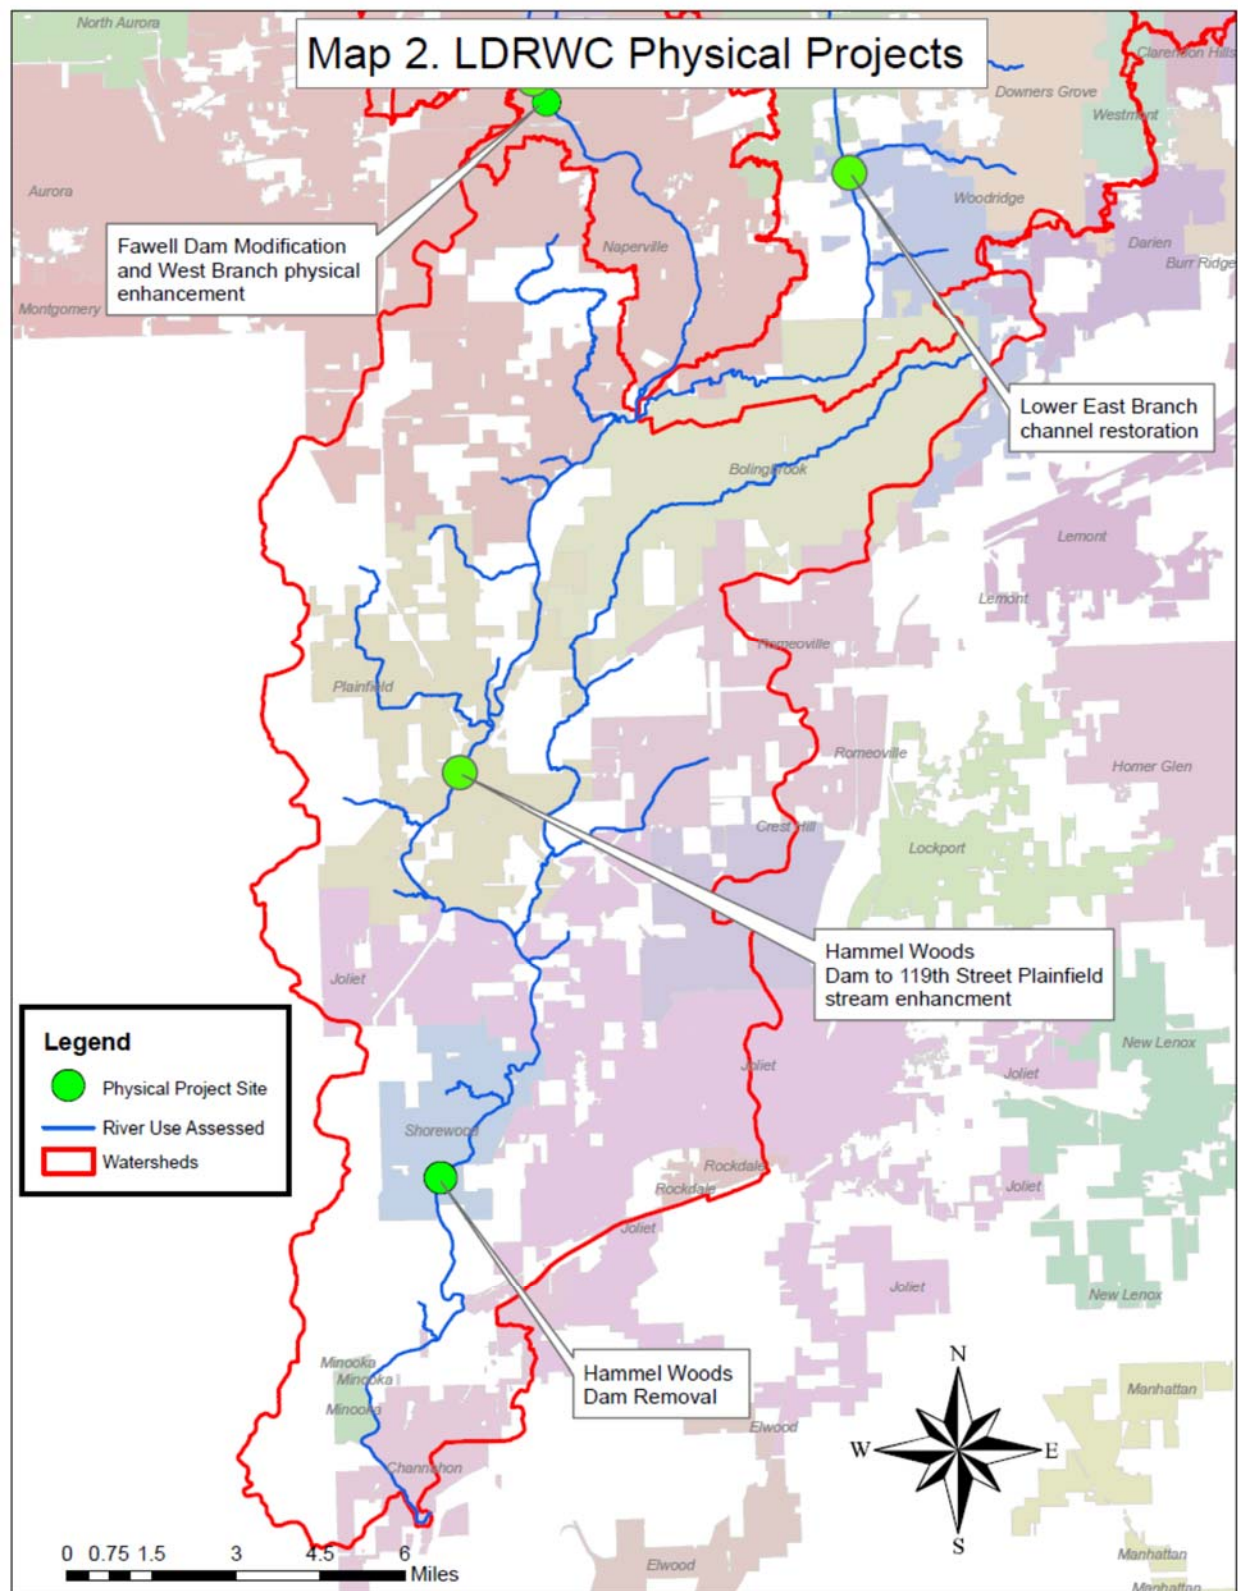 Map 2. LDRWC Physical Projects
North Aurora
Clarendon Hills
Downers Grove
Westmont
Aurora
Woodridge
Naperville
Darien
Burr Ridge
Montgomery
Fawell Dam Modification
and West Branch physical
enhancement
Lower East Branch
channel restoration
Bolingbrook
Lemont
Lemont
Romeoville
Plainfield
Romeoville
Homer Glen
Crest Hill
Lockport
Hammel Woods
Dam to 119th Street Plainfield
stream enhancment
Joliet
New Lenox
Joliet
Joliet
Legend
Physical Project Site
River Use Assessed
Watersheds
Shorewood
Rockdale
Rockdale
Joliet
Joliet
Joliet
New Lenox
Hammel Woods
Dam Removal
Minooka
Minooka
Minooka
N
W
E
S
Manhattan
Elwood
Channahon
Elwood
Manhattan
Manhattan
0 0.75 1.5 3 4.5 6
Miles